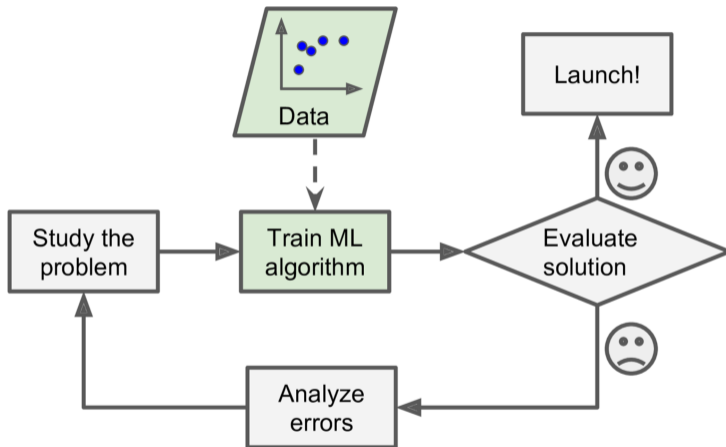 Data
Launch!
Study the
problem
Train ML
algorithm
Evaluate
solution
Analyze
errors